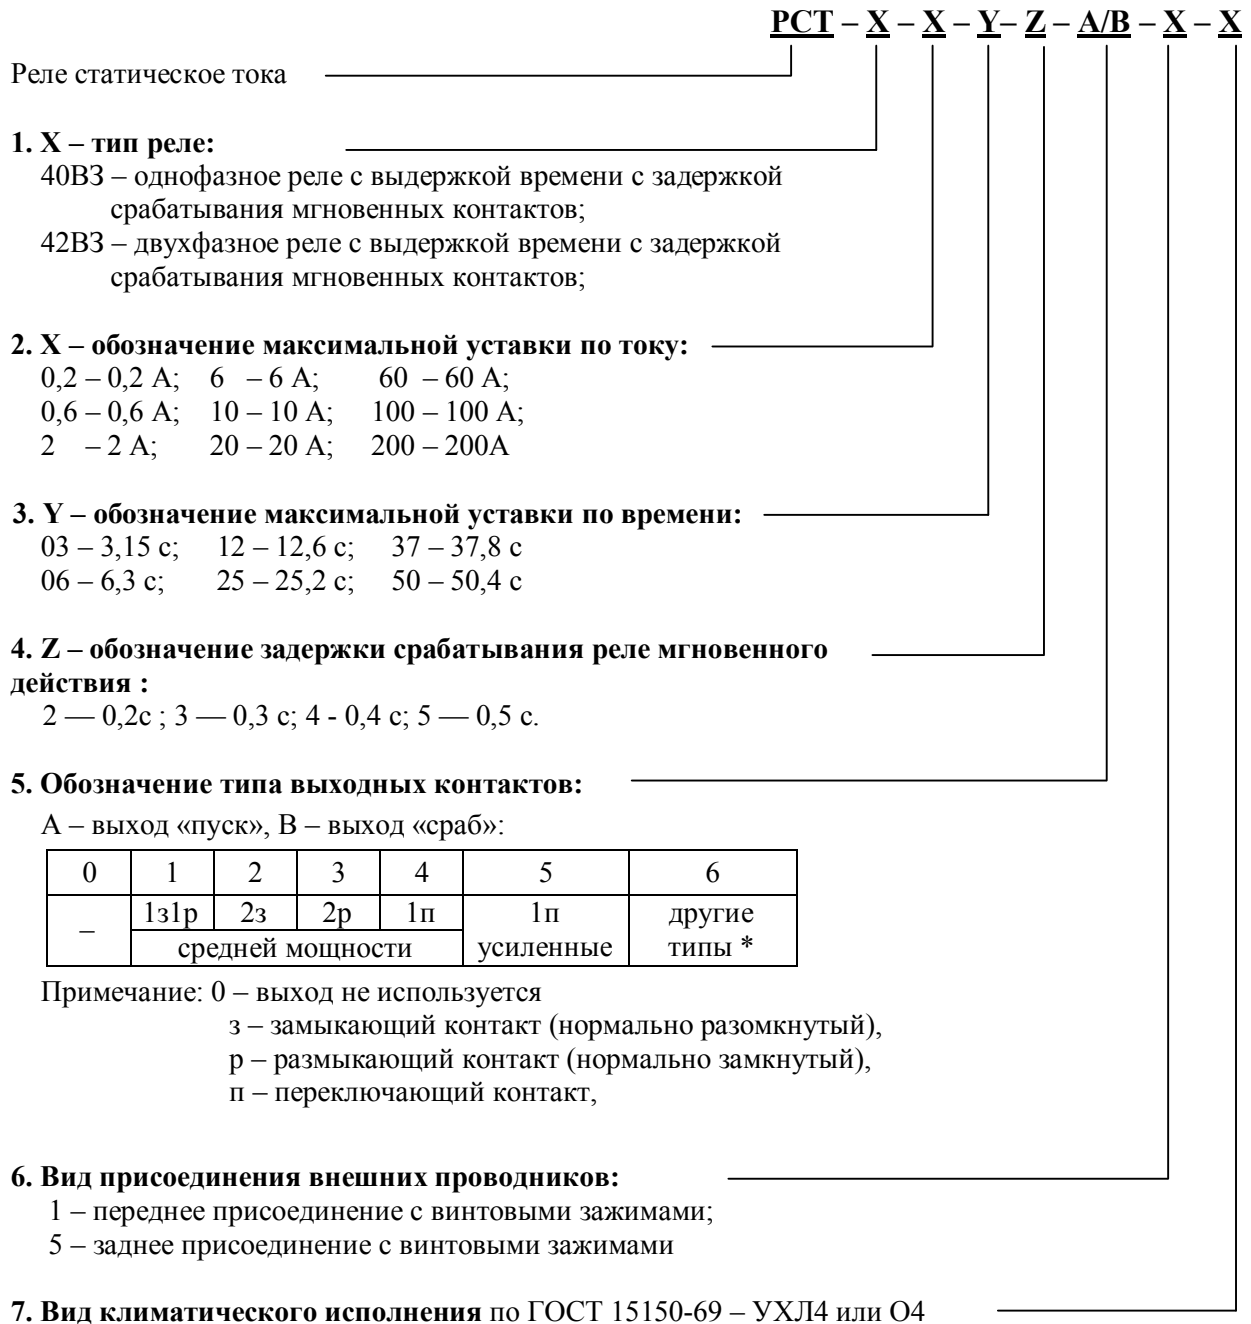 РСТ – X – X – Y– Z – A/B – X – X
Реле статическое тока
1. X – тип реле:
40ВЗ – однофазное реле с выдержкой времени с задержкой
срабатывания мгновенных контактов;
42ВЗ – двухфазное реле с выдержкой времени с задержкой
срабатывания мгновенных контактов;
2. X – обозначение максимальной уставки по току:
0,2 – 0,2 А; 6 – 6 А; 60 – 60 А;
0,6 – 0,6 А; 10 – 10 А; 100 – 100 А;
2 – 2 А; 20 – 20 А; 200 – 200А
3. Y – обозначение максимальной уставки по времени:
03 – 3,15 с; 12 – 12,6 с; 37 – 37,8 с
06 – 6,3 с; 25 – 25,2 с; 50 – 50,4 с
4. Z – обозначение задержки срабатывания реле мгновенного
действия :
2 — 0,2с ; 3 — 0,3 с; 4 - 0,4 с; 5 — 0,5 с.
5. Обозначение типа выходных контактов:
А – выход «пуск», В – выход «сраб»:
0 1 2 3 4 5 6
– 1з1р 2з 2р 1п 1п другие
средней мощности усиленные типы *
Примечание: 0 – выход не используется
з – замыкающий контакт (нормально разомкнутый),
р – размыкающий контакт (нормально замкнутый),
п – переключающий контакт,
6. Вид присоединения внешних проводников:
1 – переднее присоединение с винтовыми зажимами;
5 – заднее присоединение с винтовыми зажимами
7. Вид климатического исполнения по ГОСТ 15150-69 – УХЛ4 или О4